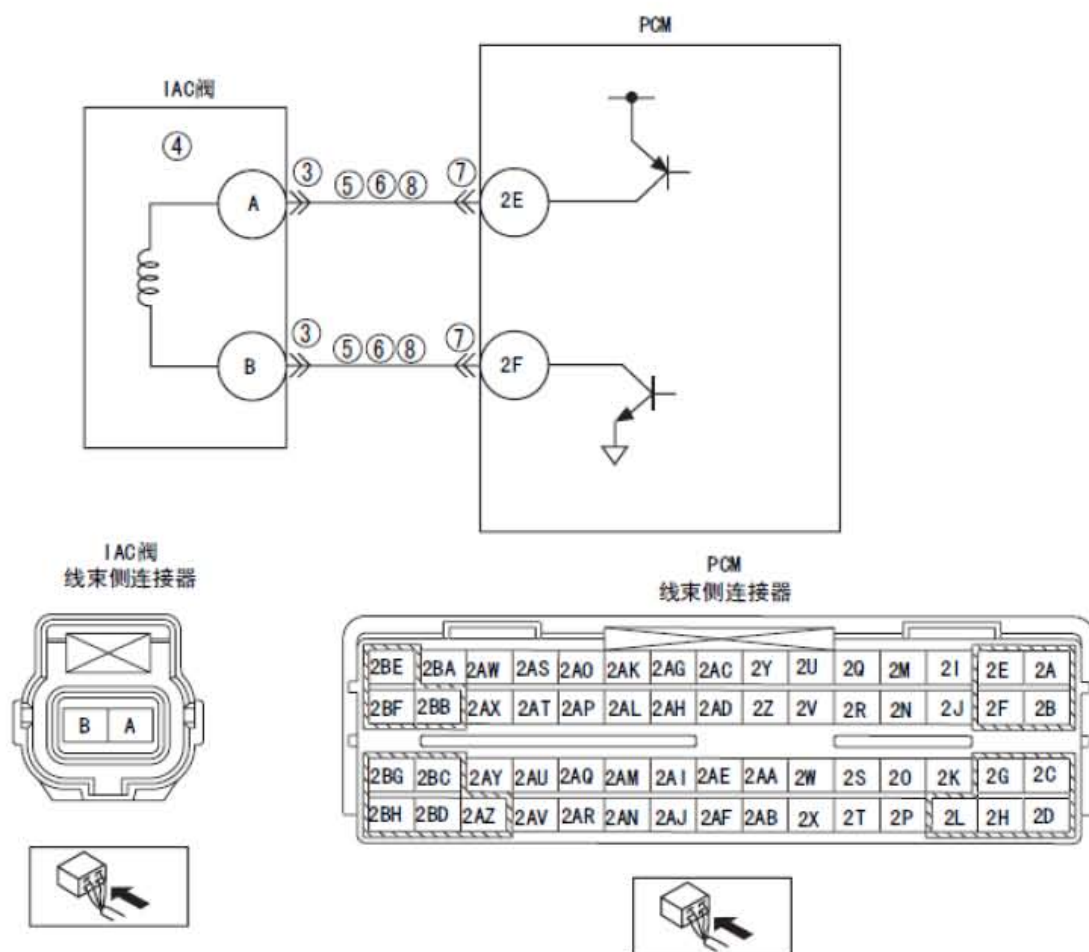 PCM
IAC阀
④
A
③
⑤⑥⑧
⑦
2E
B
③
⑤⑥⑧
⑦
2F
IAC阀
线束侧连接器
PCM
线束侧连接器
B A
2BE 2BA 2AW 2AS 2AO 2AK 2AG 2AC 2Y 2U 2Q 2M 2I 2E 2A
2BF 2BB 2AX 2AT 2AP 2AL 2AH 2AD 2Z 2V 2R 2N 2J 2F 2B
2BG 2BC 2AY 2AU 2AQ 2AM 2AI 2AE 2AA 2W 2S 2O 2K 2G 2C
2BH 2BD 2AZ 2AV 2AR 2AN 2AJ 2AF 2AB 2X 2T 2P 2L 2H 2D